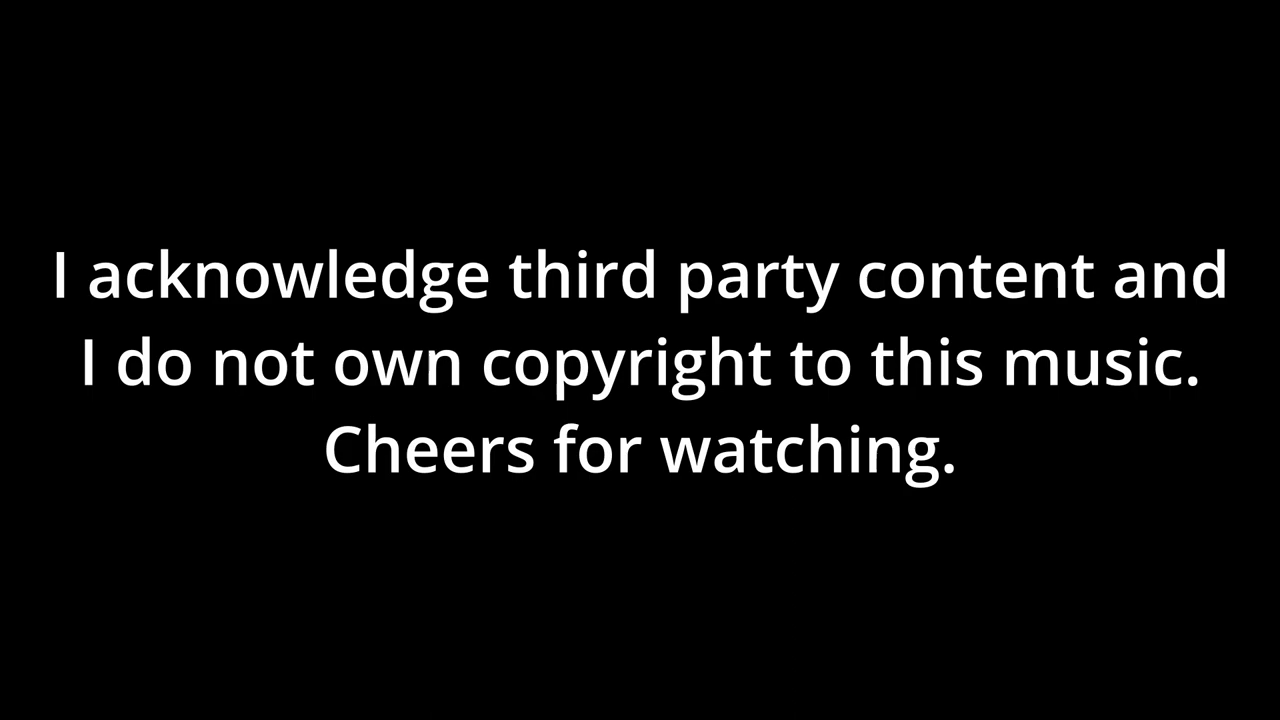 I acknowledge third party content and
I do not own copyright to this music.
Cheers for watching.